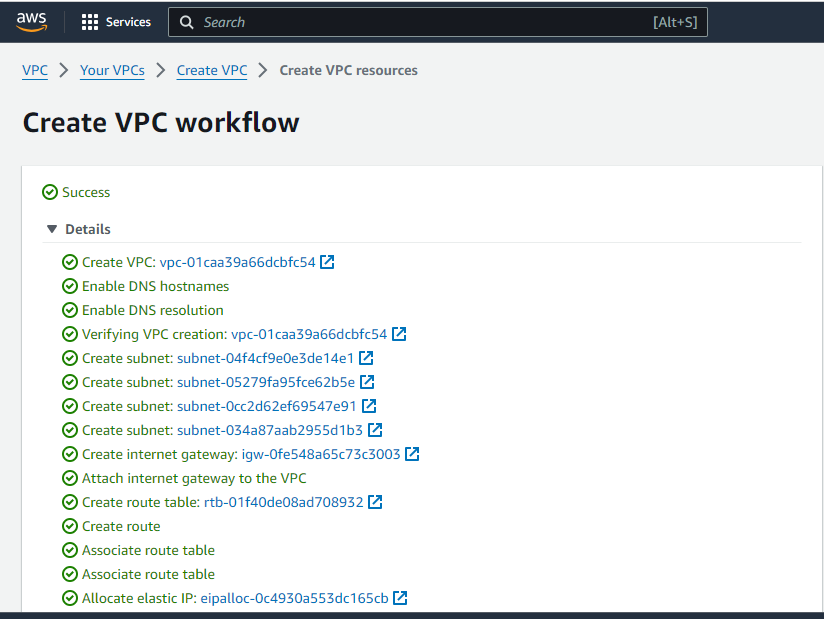 aws Services Search [Alt+S]
VPC Your VPCs Create VPC Create VPC resources
Create VPC workflow
Success
Details
Create VPC: vpc-01caa39a66dcbfc54
Enable DNS hostnames
Enable DNS resolution
Verifying VPC creation: vpc-01caa39a66dcbfc54
Create subnet: subnet-04f4cf9e0e3de14e1
Create subnet: subnet-05279fa95fce62b5e
Create subnet: subnet-0cc2d62ef69547e91
Create subnet: subnet-034a87aab2955d1b3
Create internet gateway: igw-0fe548a65c73c3003
Attach internet gateway to the VPC
Create route table: rtb-01f40de08ad708932
Create route
Associate route table
Associate route table
Allocate elastic IP: eipalloc-0c4930a553dc165cb